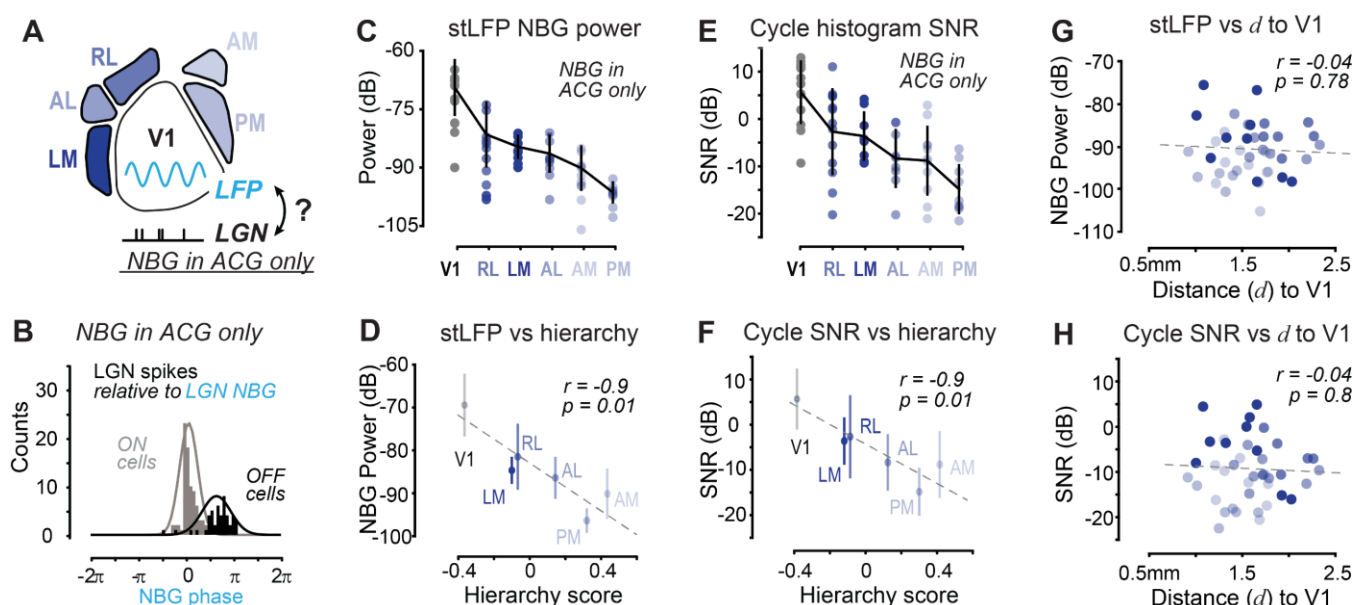 A
RL
AM
AL
LM
V1
PM
LFP
?
LGN
NBG in ACG only
B
NBG in ACG only
LGN spikes
relative to LGN NBG
ON
cells
OFF
cells
Counts
30
20
10
0
-2π
-π
0
π
2π
NBG phase
C
stLFP NBG power
NBG in
ACG only
Power (dB)
-60
-75
-90
-105
V1
RL
LM
AL
AM
PM
D
stLFP vs hierarchy
r = -0.9
p = 0.01
NBG Power (dB)
-60
-70
-80
-90
-100
V1
RL
LM
AL
AM
PM
-0.4
0
0.4
Hierarchy score
E
Cycle histogram SNR
NBG in
ACG only
SNR (dB)
10
0
-10
-20
V1
RL
LM
AL
AM
PM
F
Cycle SNR vs hierarchy
r = -0.9
p = 0.01
SNR (dB)
10
0
-10
-20
V1
RL
LM
AL
AM
PM
-0.4
0
0.4
Hierarchy score
G
stLFP vs d to V1
r = -0.04
p = 0.78
NBG Power (dB)
-70
-80
-90
-100
-110
0.5mm
1.5
2.5
Distance (d) to V1
H
Cycle SNR vs d to V1
r = -0.04
p = 0.8
SNR (dB)
10
0
-10
-20
0.5mm
1.5
2.5
Distance (d) to V1